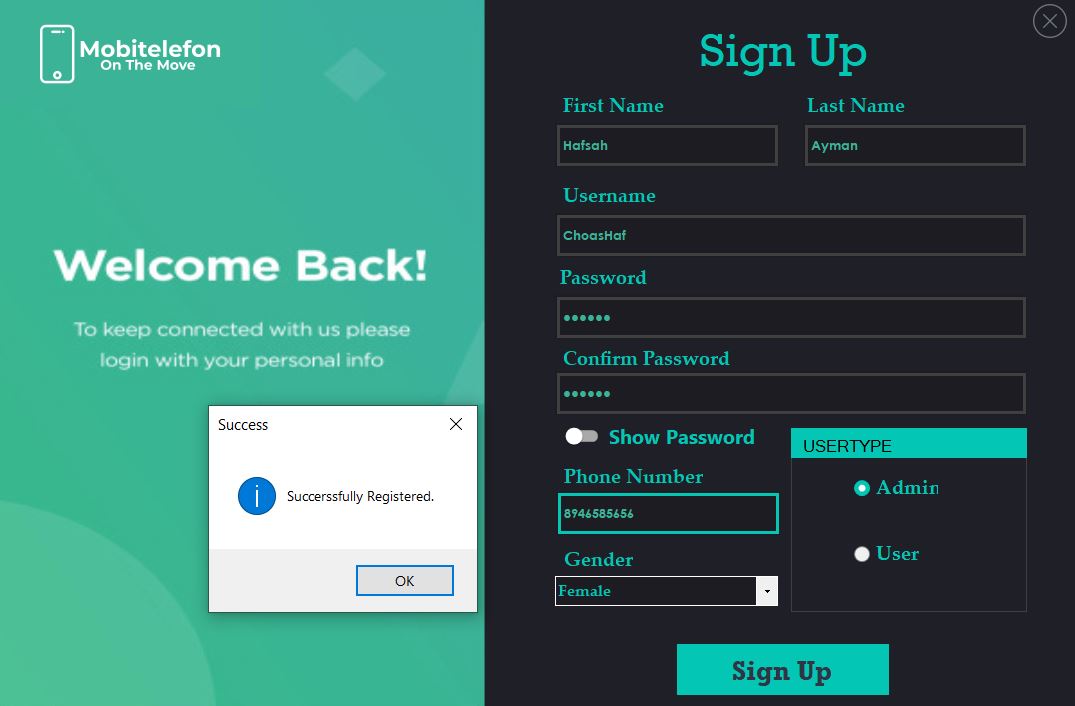 Mobitelefon
On The Move
Welcome Back!
To keep connected with us please
login with your personal info
Success
Successsfully Registered.
OK
Sign Up
First Name
Last Name
Hafsah
Ayman
Username
ChoasHaf
Password
••••••
Confirm Password
••••••
Show Password
USERTYPE
Admin
User
Phone Number
8946585656
Gender
Female
Sign Up